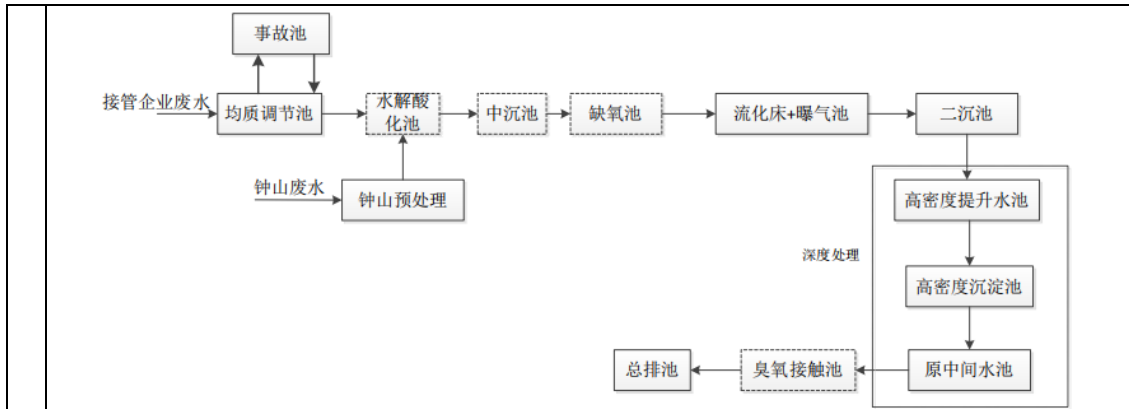 事故池
接管企业废水
均质调节池
水解酸
化池
中沉池
缺氧池
流化床+曝气池
二沉池
钟山废水
钟山预处理
高密度提升水池
深度处理
高密度沉淀池
总排池
臭氧接触池
原中间水池